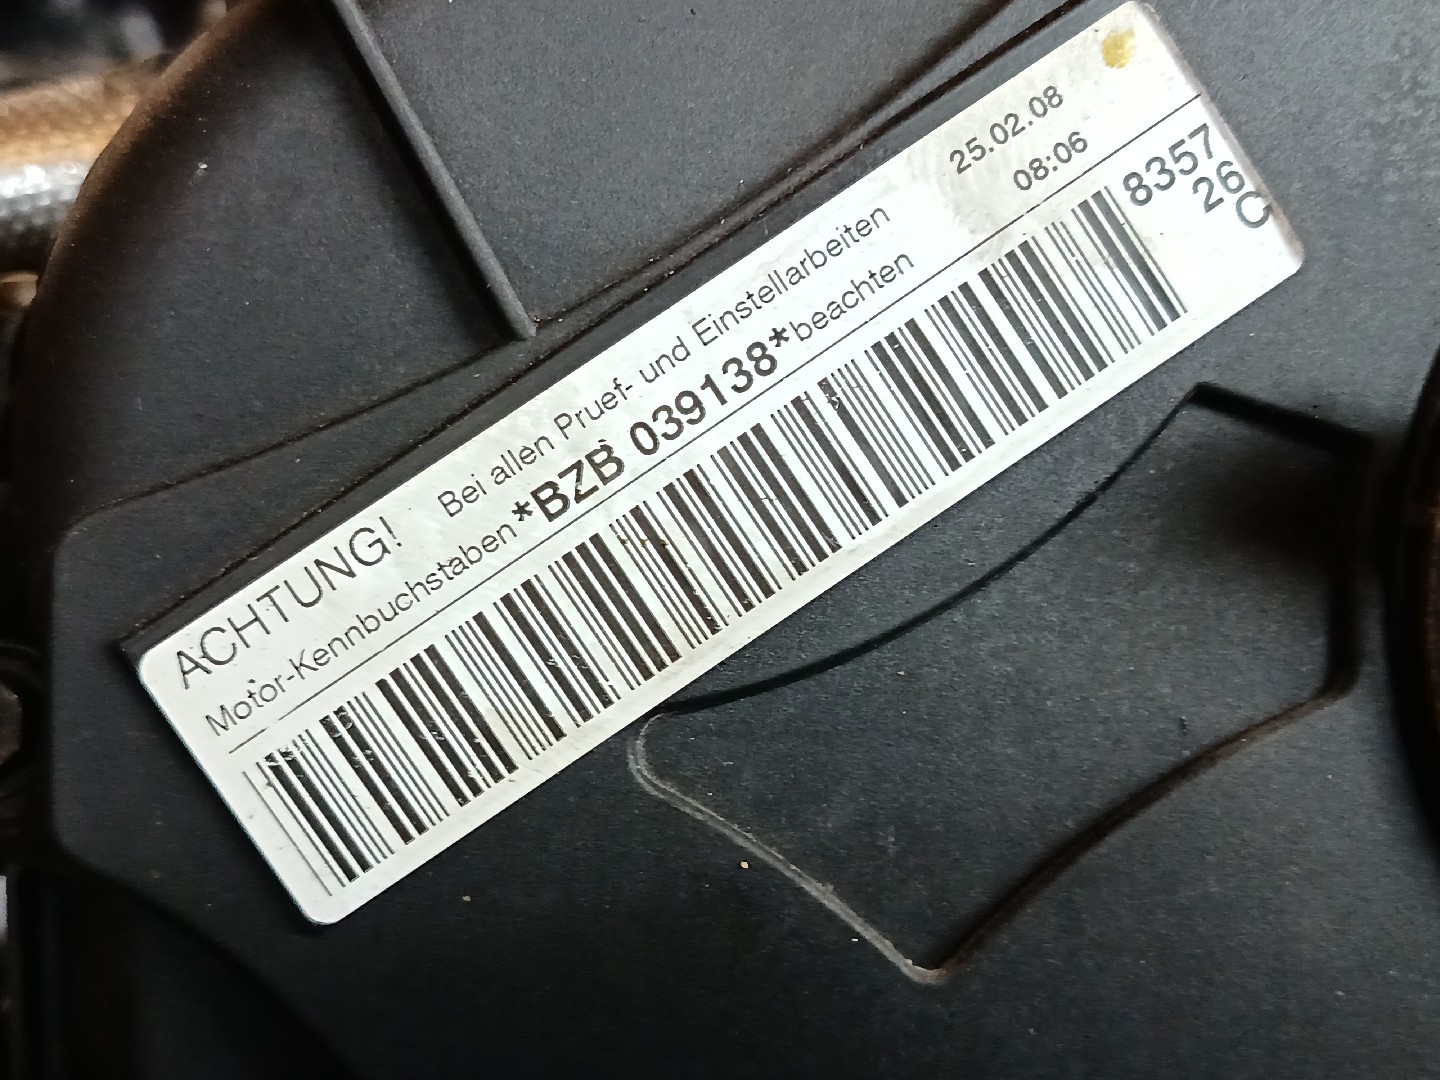 ACHTUNG! Bei allen Pruef- und Einstellarbeiten 25.02.08
Motor-Kennbuchstaben *BZB 039138* beachten 08:06
8357
26
C